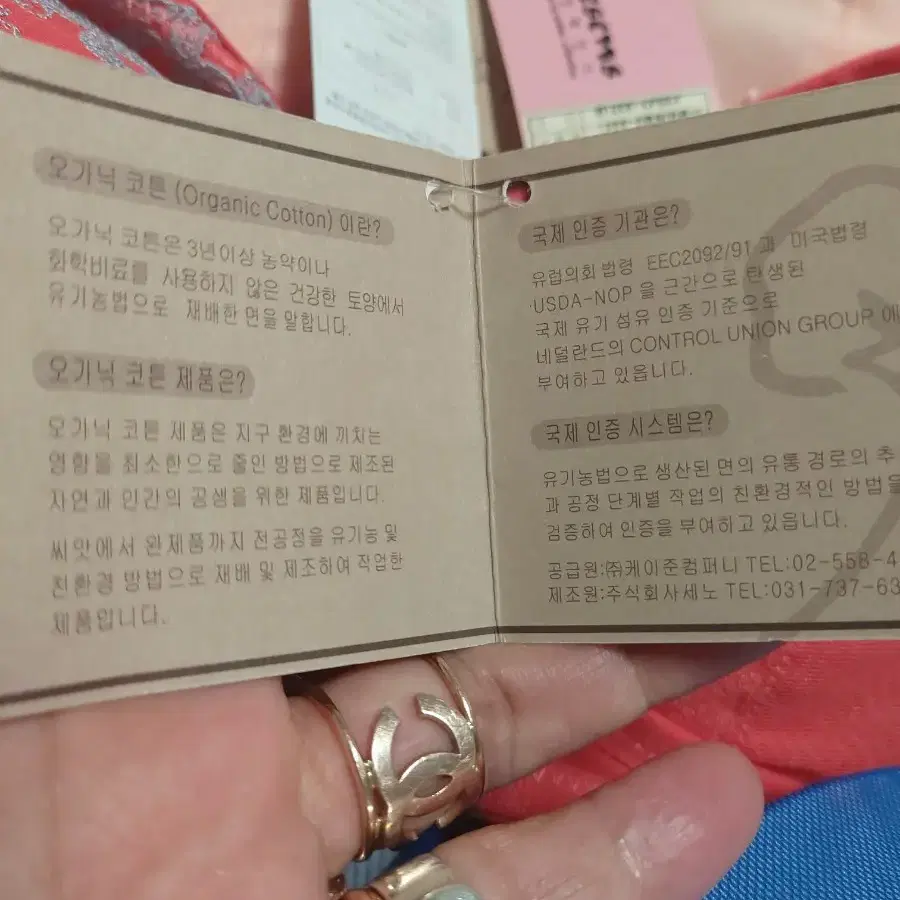 오가닉 코튼 (Organic Cotton) 이란?
오가닉 코튼은 3년이상 농약이나
화학비료를 사용하지 않은 건강한 토양에서
유기농법으로 재배한 면을 말합니다.
오가닉 코튼 제품은?
오가닉 코튼 제품은 지구 환경에 끼치는
영향을 최소한으로 줄인 방법으로 제조된
자연과 인간의 공생을 위한 제품입니다.
씨앗에서 완제품까지 전공정을 유기농 및
친환경 방법으로 재배 및 제조하여 작업한
제품입니다.
국제 인증 기관은?
유럽의회 법령 EEC2092/91 과 미국법령
USDA-NOP 을 근간으로 탄생된
국제 유기 섬유 인증 기준으로
네덜란드의 CONTROL UNION GROUP 에
부여하고 있읍니다.
국제 인증 시스템은?
유기농법으로 생산된 면의 유통 경로의 추
과 공정 단계별 작업의 친환경적인 방법을
검증하여 인증을 부여하고 있습니다.
공급원:㈜케이준컴퍼니 TEL:02-558-4
제조원:주식회사세노 TEL:031-737-63